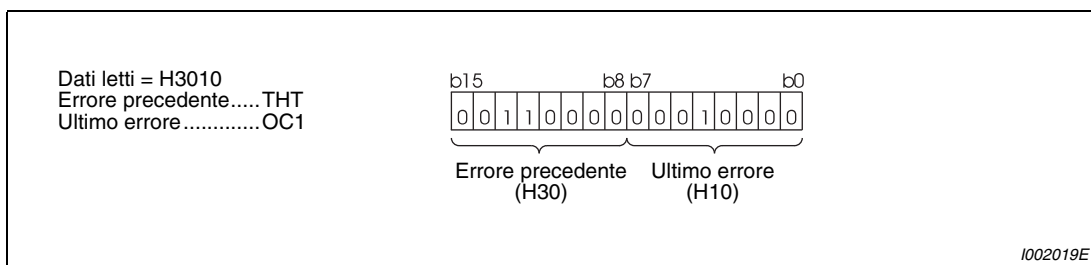 Dati letti = H3010
Errore precedente.....THT
Ultimo errore.............OC1
b15 b8 b7 b0
0 0 1 1 0 0 0 0 0 0 0 1 0 0 0 0
Errore precedente Ultimo errore
(H30) (H10)
I002019E